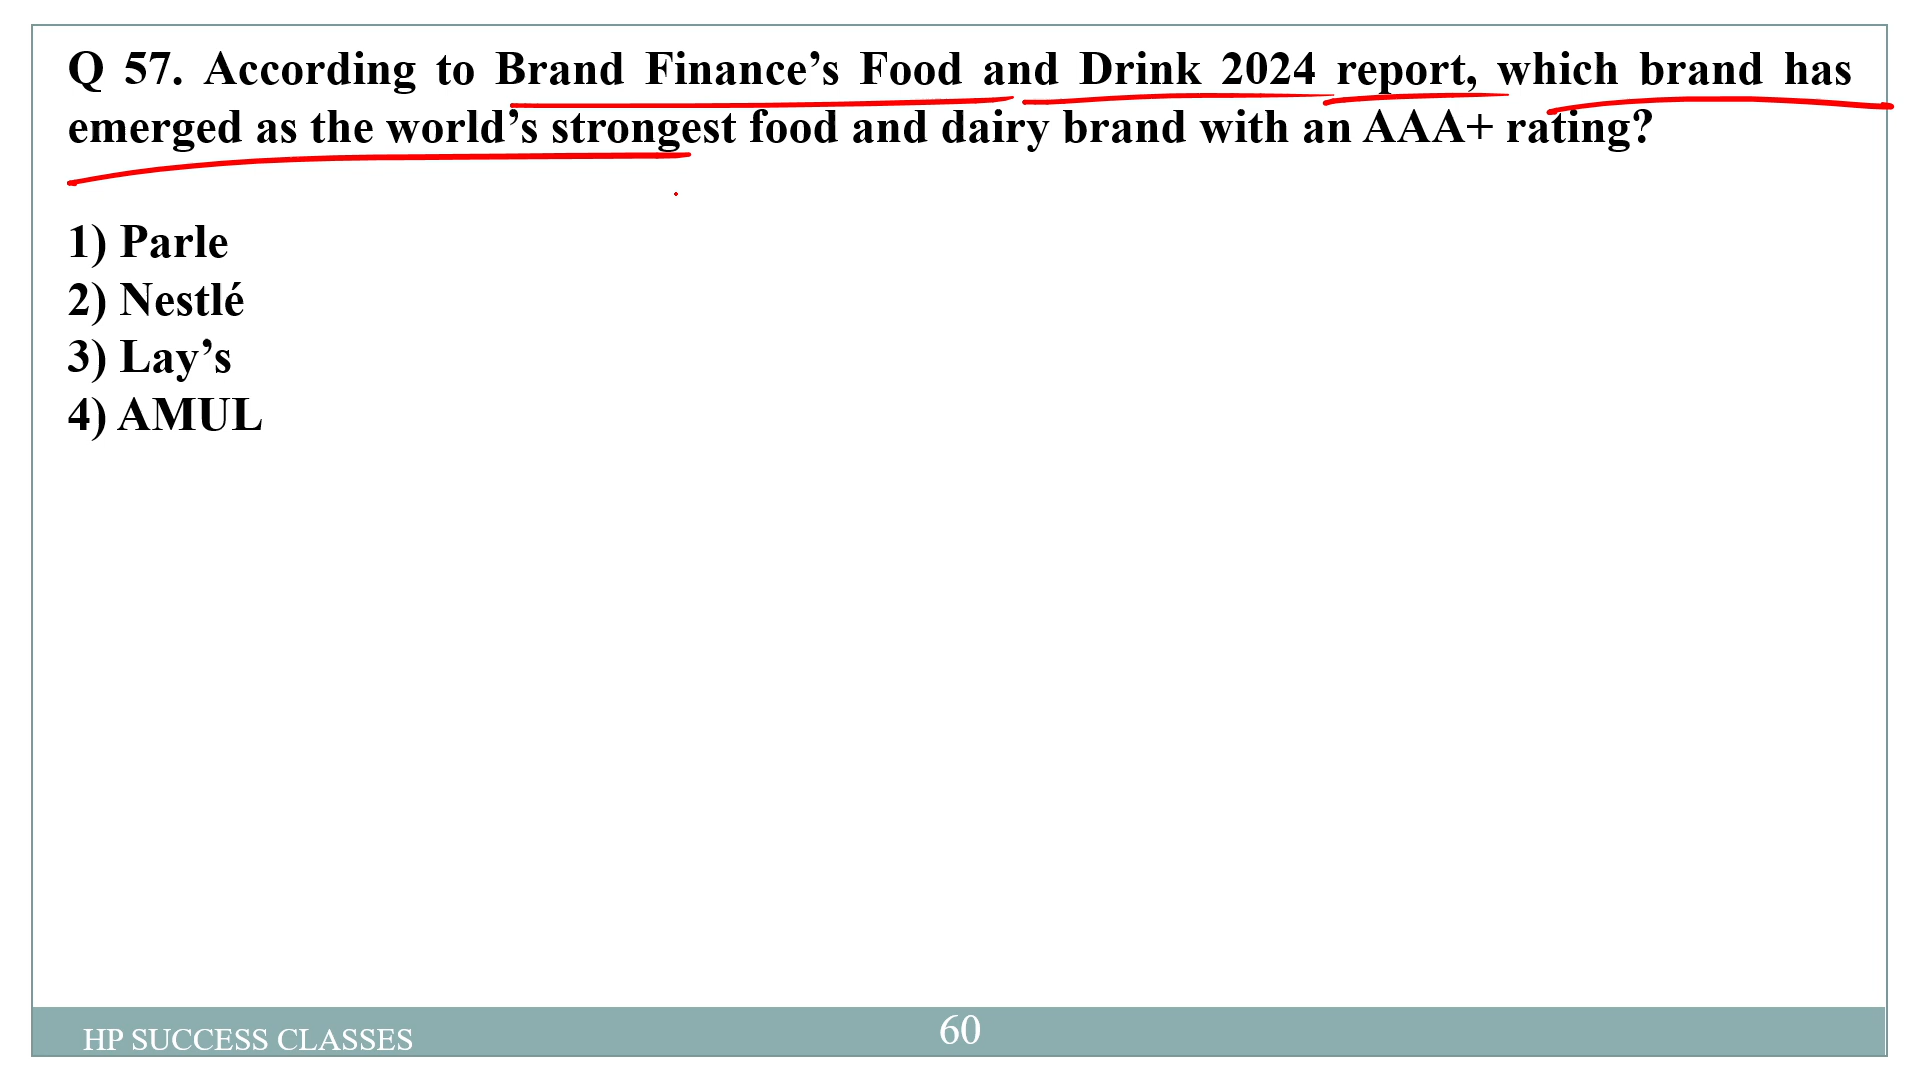 Q 57. According to Brand Finance’s Food and Drink 2024 report, which brand has
emerged as the world’s strongest food and dairy brand with an AAA+ rating?
1) Parle
2) Nestlé
3) Lay’s
4) AMUL
HP SUCCESS CLASSES
60